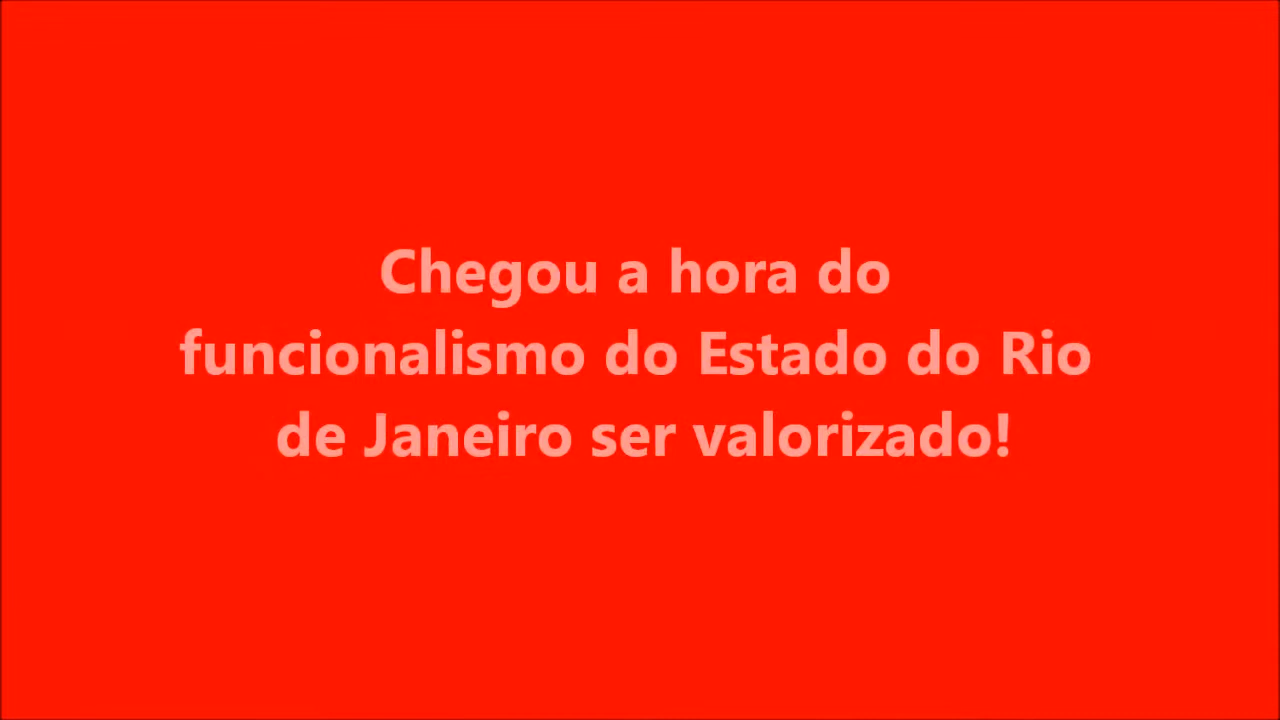 Chegou a hora do
funcionalismo do Estado do Rio
de Janeiro ser valorizado!